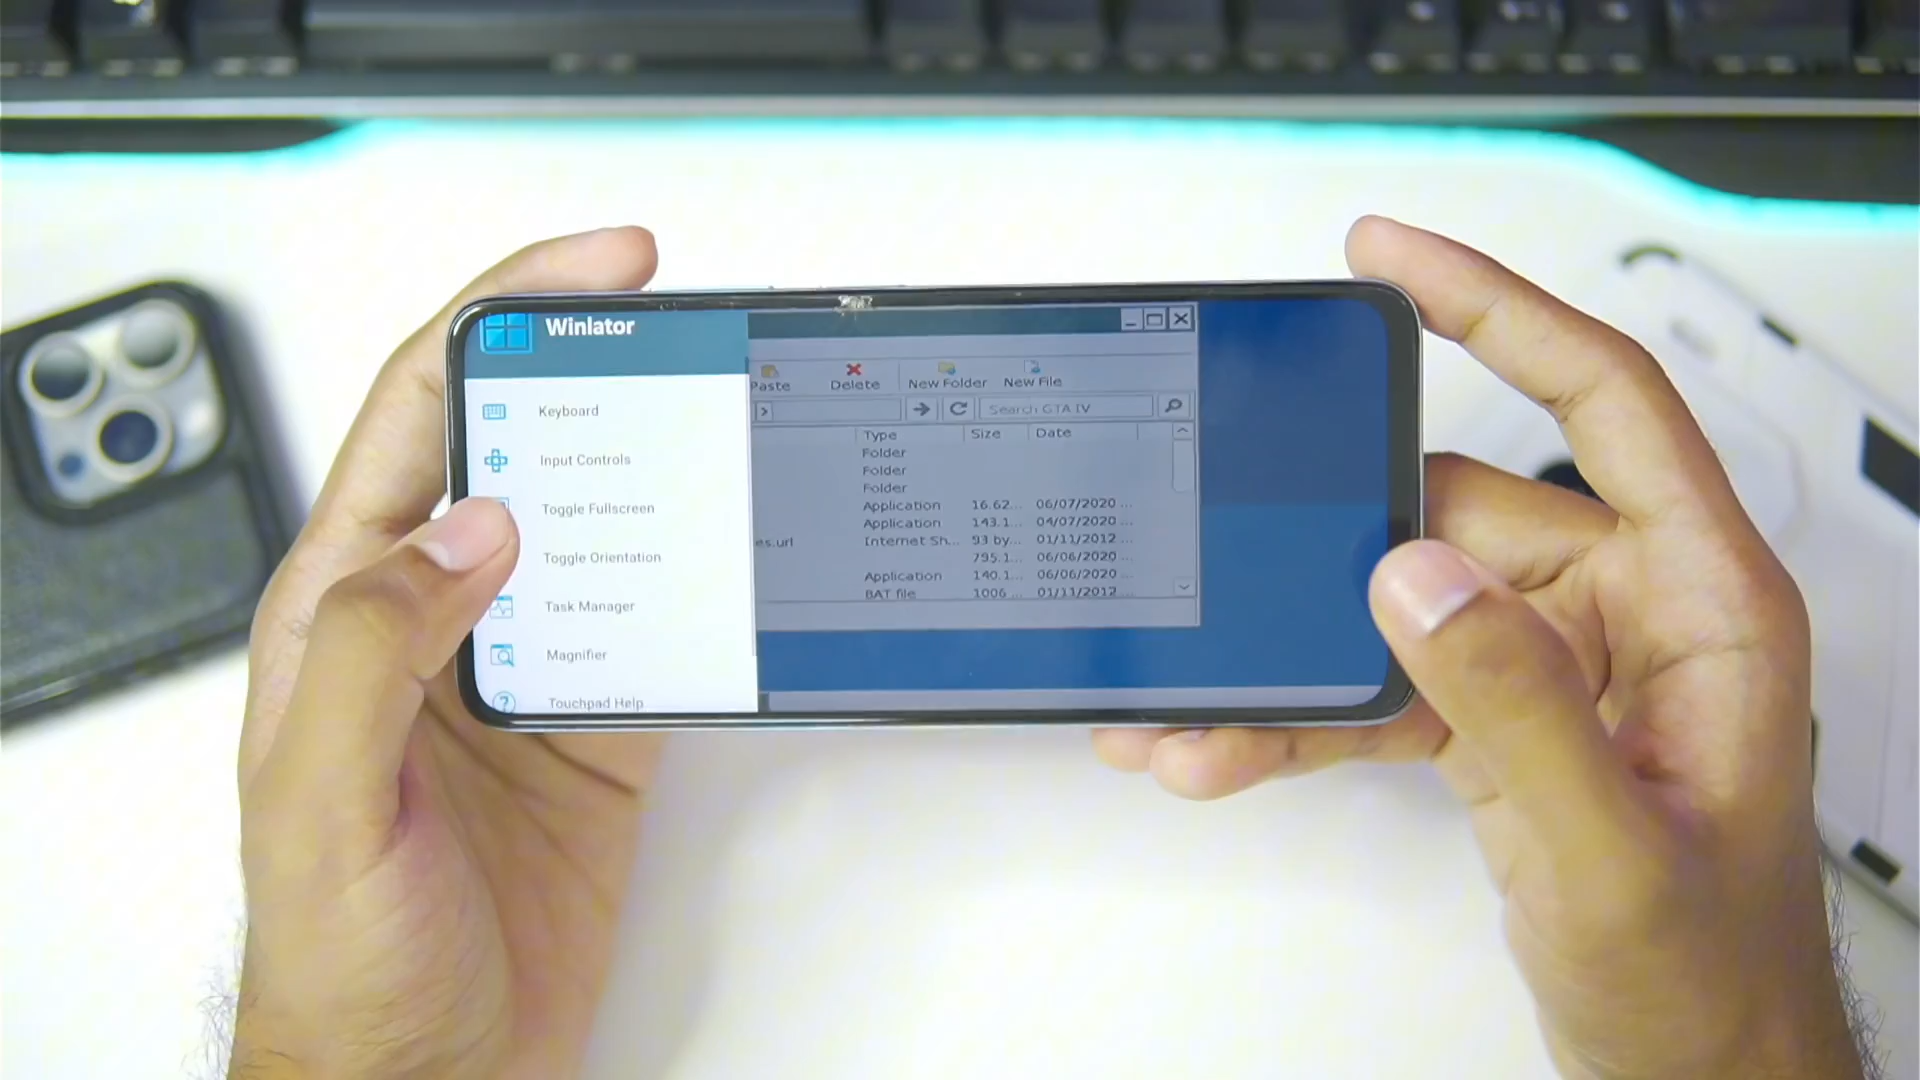 Winlator
Keyboard
Input Controls
Toggle Fullscreen
Toggle Orientation
Task Manager
Magnifier
Touchpad Help
Paste
Delete
New Folder
New File
Search GTA IV
Type Size Date
Folder
Folder
Folder
Application 16.62... 06/07/2020 ...
Application 143.1... 04/07/2020 ...
es.url Internet Sh... 93 by... 01/11/2012 ...
795.1... 06/06/2020 ...
Application 140.1... 06/06/2020 ...
BAT file 1006 ... 01/11/2012 ...